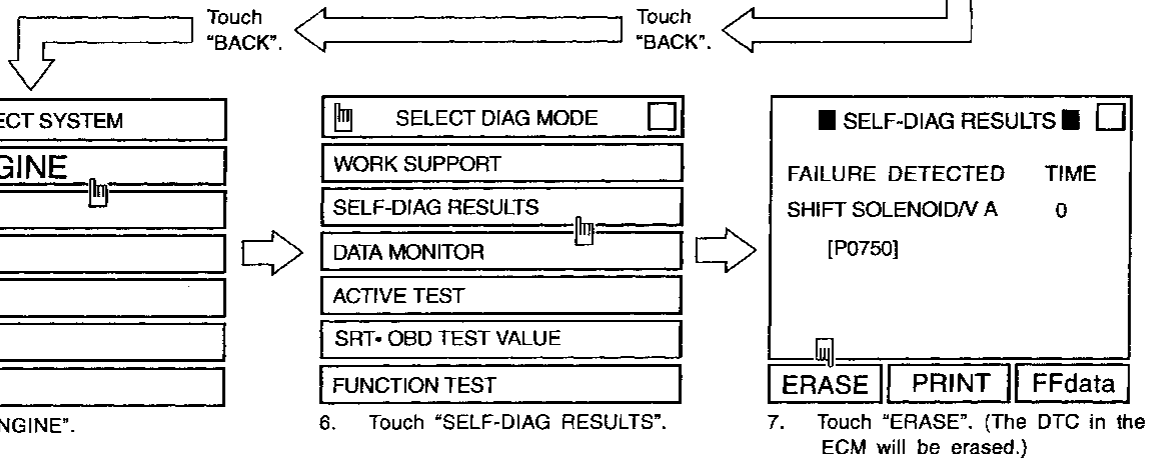 Touch
"BACK".
Touch
"BACK".
ECT SYSTEM
GINE
SELECT DIAG MODE
WORK SUPPORT
SELF-DIAG RESULTS
DATA MONITOR
ACTIVE TEST
SRT• OBD TEST VALUE
FUNCTION TEST
■ SELF-DIAG RESULTS ■
FAILURE DETECTED TIME
SHIFT SOLENOID/V A 0
[P0750]
ERASE PRINT FFdata
NGINE".
6. Touch "SELF-DIAG RESULTS".
7. Touch "ERASE". (The DTC in the
ECM will be erased.)